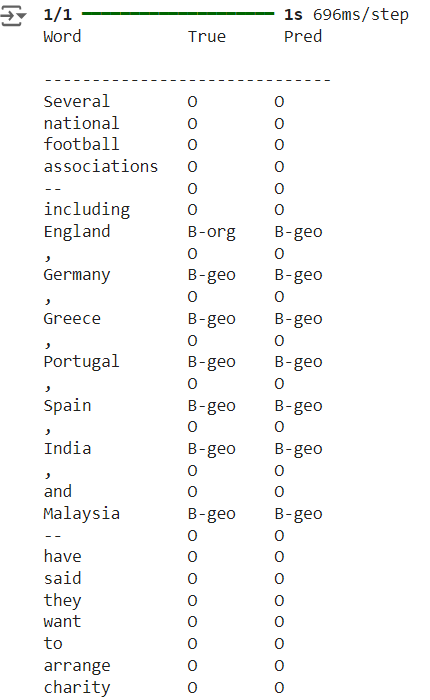 1/1 ━━━━━━━━━━━━━━━━━━━━ 1s 696ms/step
Word True Pred
------------------------------
Several O O
national O O
football O O
associations O O
-- O O
including O O
England B-org B-geo
, O O
Germany B-geo B-geo
, O O
Greece B-geo B-geo
, O O
Portugal B-geo B-geo
, O O
Spain B-geo B-geo
, O O
India B-geo B-geo
, O O
and O O
Malaysia B-geo B-geo
-- O O
have O O
said O O
they O O
want O O
to O O
arrange O O
charity O O